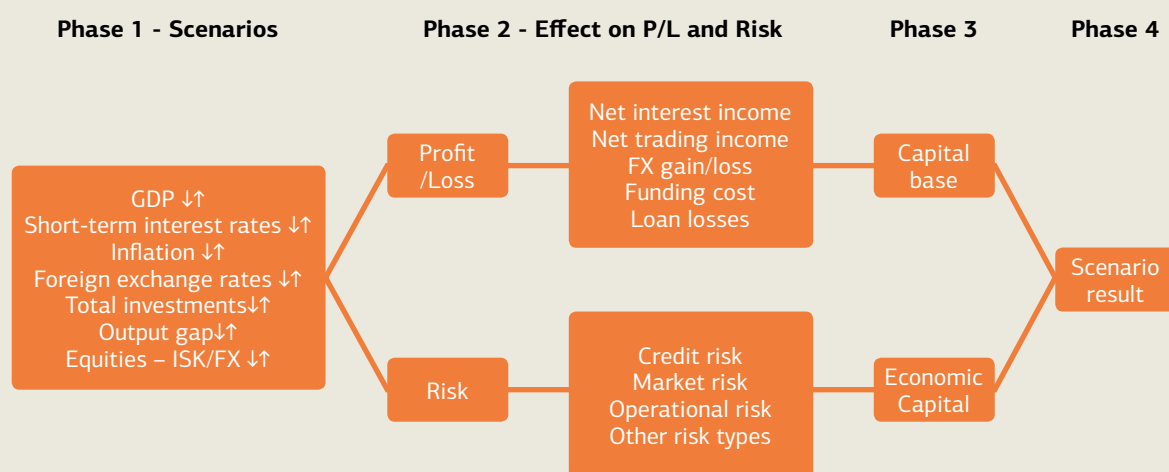 Phase 1 - Scenarios
Phase 2 - Effect on P/L and Risk
Phase 3
Phase 4
GDP ↓↑
Short-term interest rates ↓↑
Inflation ↓↑
Foreign exchange rates ↓↑
Total investments↓↑
Output gap↓↑
Equities – ISK/FX ↓↑
Profit
/Loss
Net interest income
Net trading income
FX gain/loss
Funding cost
Loan losses
Capital
base
Risk
Credit risk
Market risk
Operational risk
Other risk types
Economic
Capital
Scenario
result